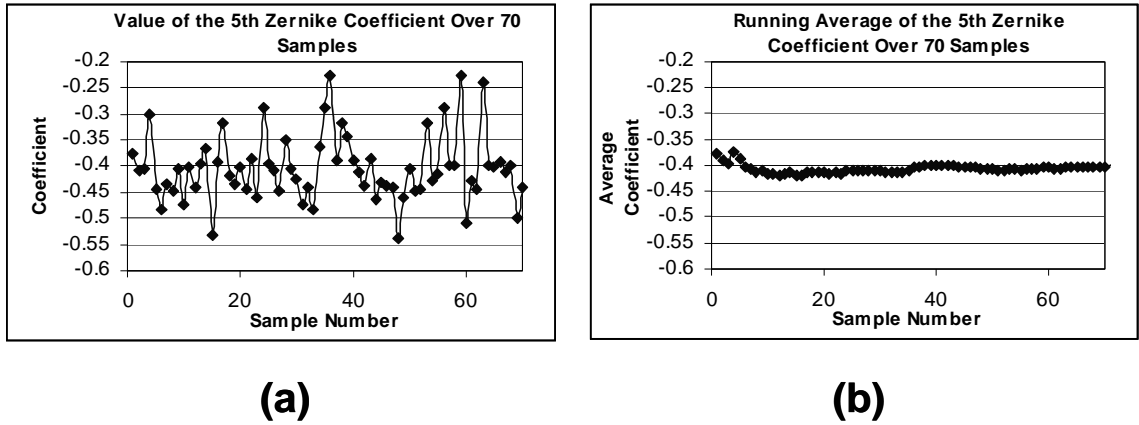 Value of the 5th Zernike Coefficient Over 70
Samples
-0.2
-0.25
-0.3
-0.35
-0.4
-0.45
-0.5
-0.55
-0.6
Coefficient
0 20 40 60
Sample Number
(a)
Running Average of the 5th Zernike
Coefficient Over 70 Samples
-0.2
-0.25
-0.3
-0.35
-0.4
-0.45
-0.5
-0.55
-0.6
Average
Coefficient
0 20 40 60
Sample Number
(b)